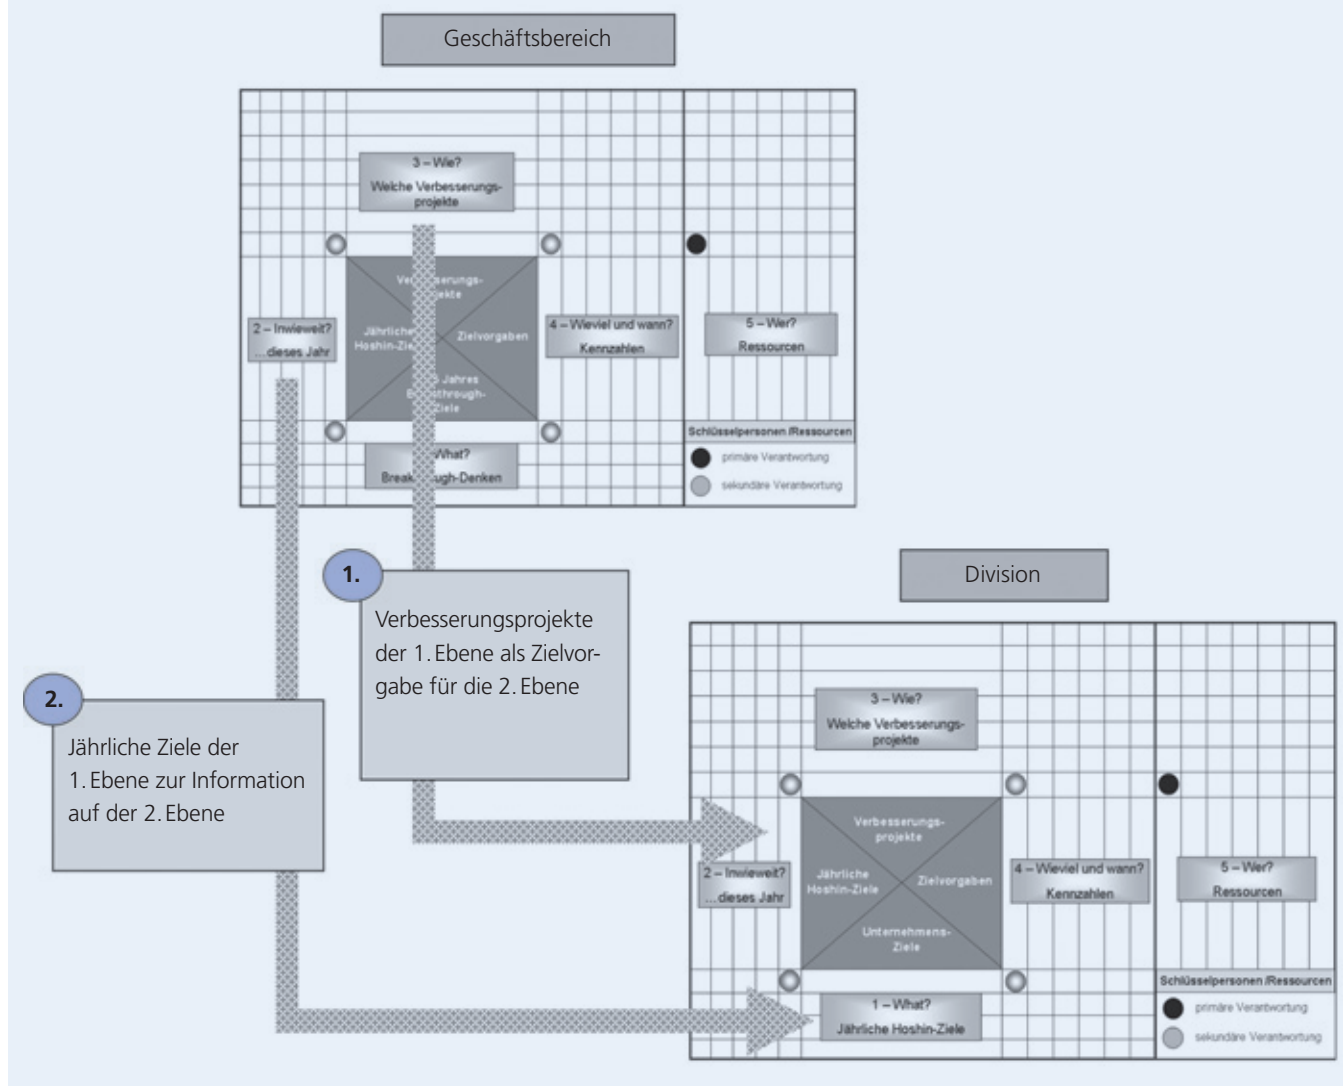 Geschäftsbereich
3 – Wie?
Welche Verbesserungs-
projekte
Jährliche
Zielvorgaben
2 – Inwieweit?
...dieses Jahr
4 – Wieviel und wann?
Kennzahlen
5 – Wer?
Ressourcen
Jahres
Ziele
What?
Schlüsselpersonen /Ressourcen
primäre Verantwortung
sekundäre Verantwortung
1.
Verbesserungsprojekte
der 1. Ebene als Zielvor-
gabe für die 2. Ebene
2.
Jährliche Ziele der
1. Ebene zur Information
auf der 2. Ebene
Division
3 – Wie?
Welche Verbesserungs-
projekte
Verbesserungs-
projekte
Jährliche
Hoshin-Ziele
Zielvorgaben
Unternehmens-
Ziele
2 – Inwieweit?
...dieses Jahr
4 – Wieviel und wann?
Kennzahlen
5 – Wer?
Ressourcen
1 – What?
Jährliche Hoshin-Ziele
Schlüsselpersonen /Ressourcen
primäre Verantwortung
sekundäre Verantwortung